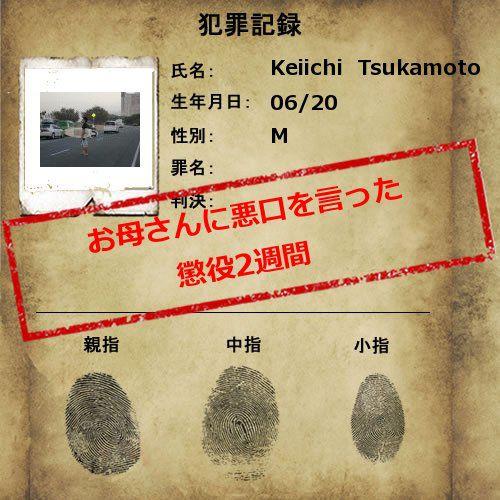 犯罪記録
氏名: Keiichi Tsukamoto
生年月日: 06/20
性別: M
罪名:
判決:
お母さんに悪口を言った
懲役2週間
親指 中指 小指